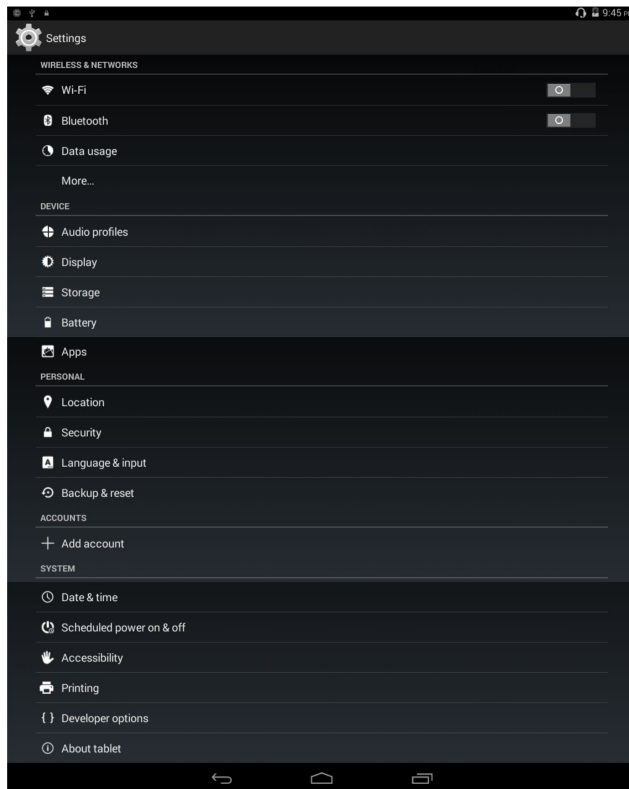 9:45 PM
Settings
WIRELESS & NETWORKS
Wi-Fi
Bluetooth
Data usage
More...
DEVICE
Audio profiles
Display
Storage
Battery
Apps
PERSONAL
Location
Security
Language & input
Backup & reset
ACCOUNTS
Add account
SYSTEM
Date & time
Scheduled power on & off
Accessibility
Printing
{ } Developer options
About tablet